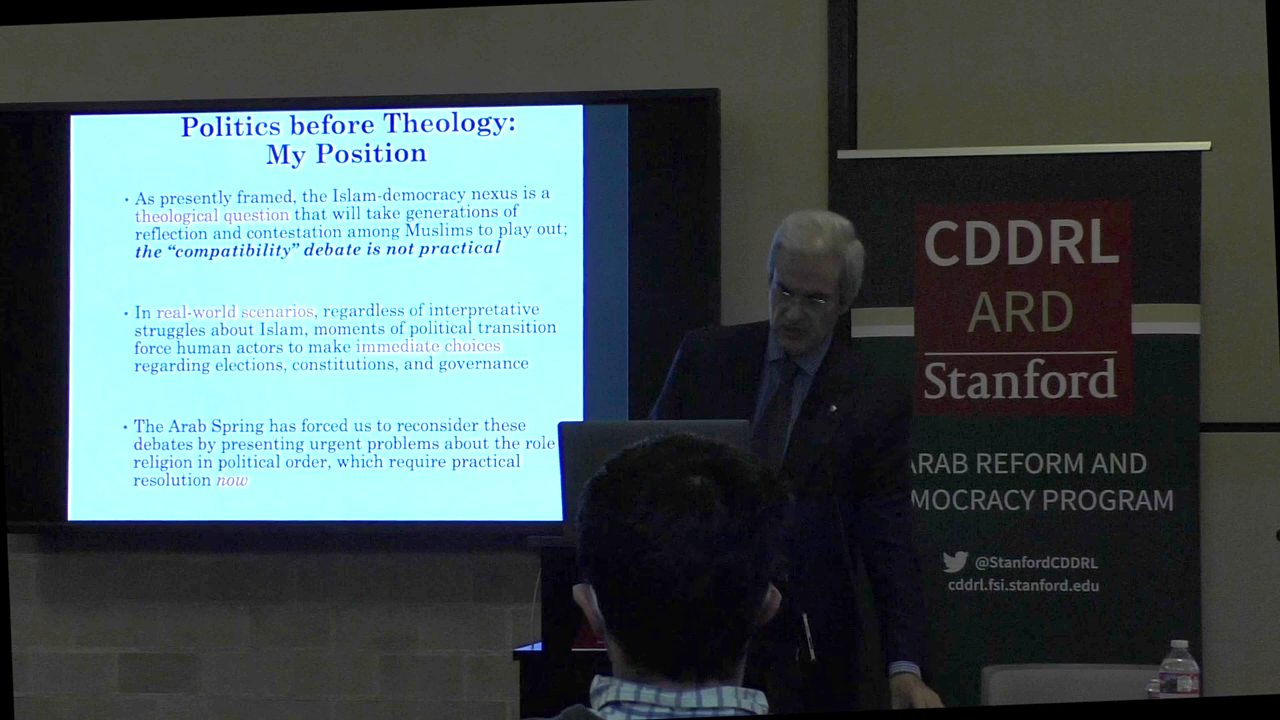 Politics before Theology:
My Position
• As presently framed, the Islam-democracy nexus is a
theological question that will take generations of
reflection and contestation among Muslims to play out;
the “compatibility” debate is not practical
• In real-world scenarios, regardless of interpretative
struggles about Islam, moments of political transition
force human actors to make immediate choices
regarding elections, constitutions, and governance
• The Arab Spring has forced us to reconsider these
debates by presenting urgent problems about the role
religion in political order, which require practical
resolution now
CDDRL
ARD
Stanford
ARAB REFORM AND
MOCRACY PROGRAM
@StanfordCDDRL
cddrl.fsi.stanford.edu